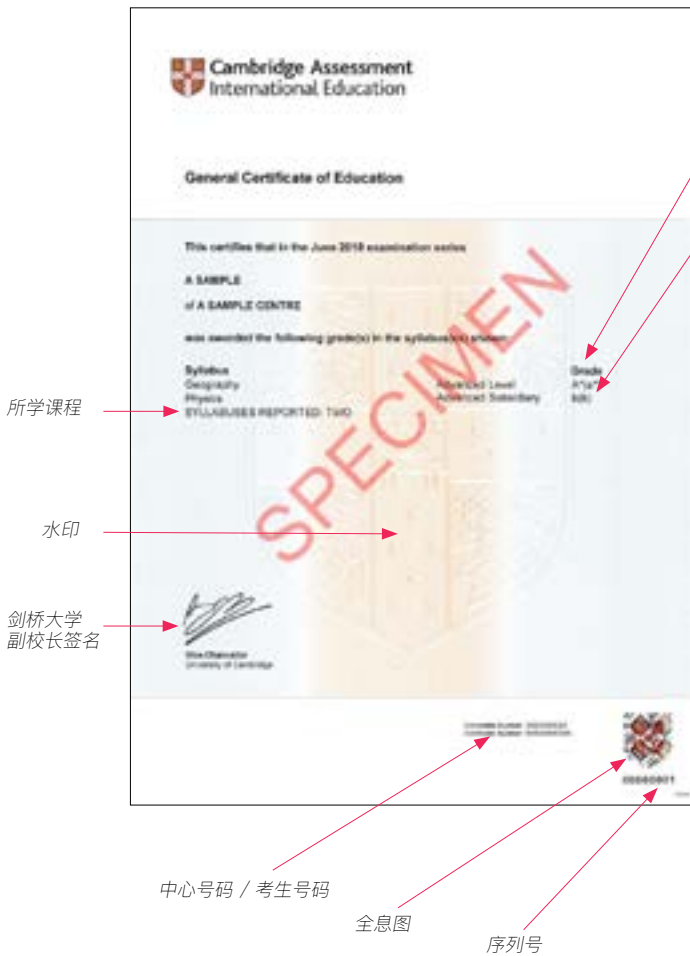 Cambridge Assessment
International Education
General Certificate of Education
This certifies that in the June 2018 examination series
A SAMPLE
of A SAMPLE CENTRE
was awarded the following grade(s) in the syllabus(es) shown
Syllabus Grade
Geography Advanced Level
Physics Advanced Subsidiary
SYLLABUSES REPORTED: TWO
SPECIMEN
所学课程
水印
剑桥大学
副校长签名
Vice-Chancellor
University of Cambridge
中心号码 / 考生号码
全息图
序列号